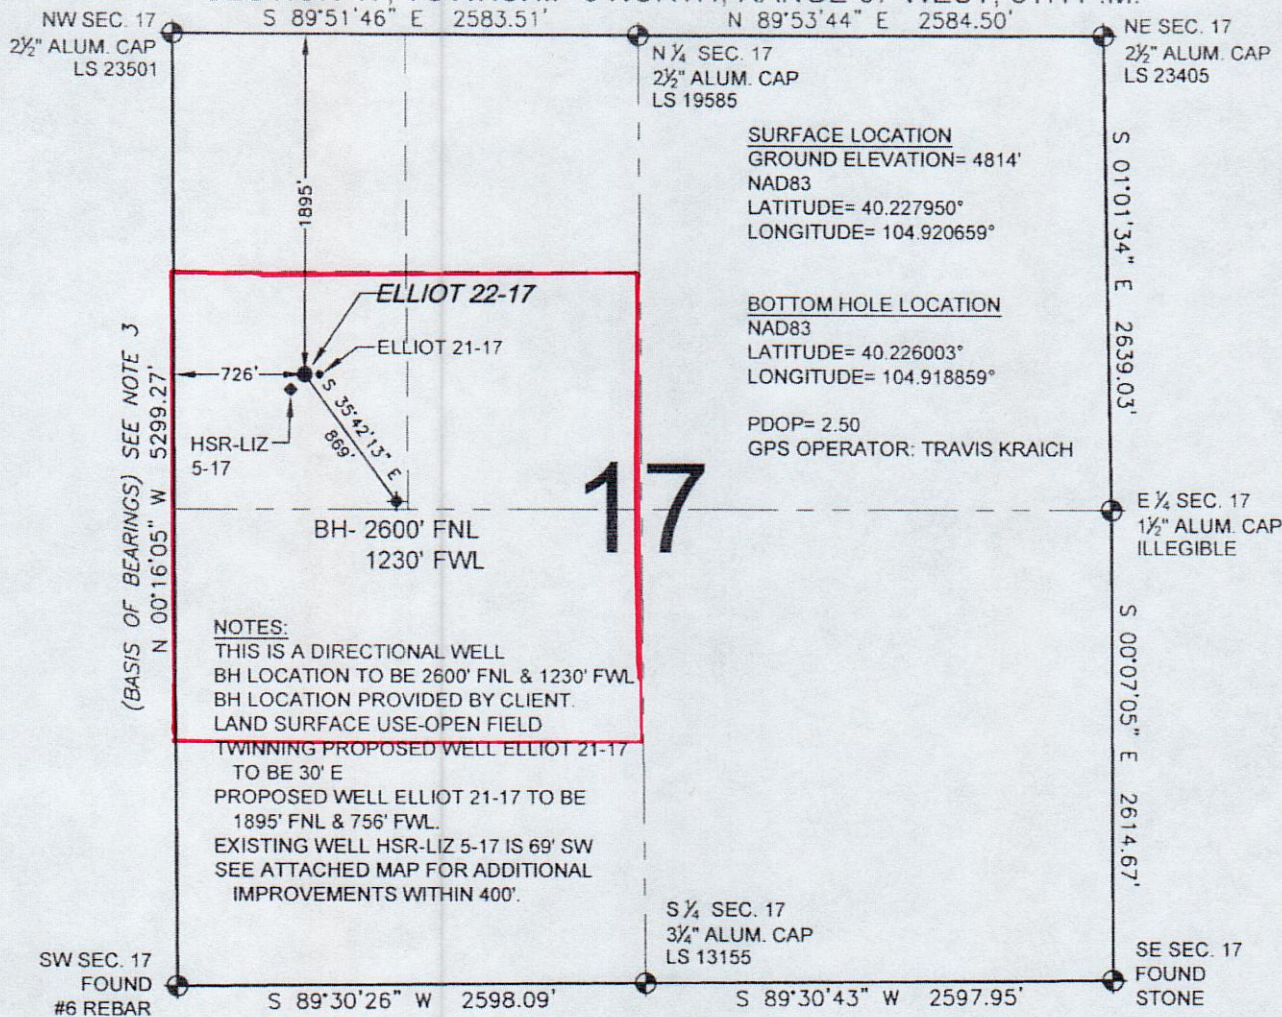 S 89°51'46" E 2583.51'
N 89°53'44" E 2584.50'
NW SEC. 17
2½" ALUM. CAP
LS 23501
N ¼ SEC. 17
2½" ALUM. CAP
LS 19585
NE SEC. 17
2½" ALUM. CAP
LS 23405
SURFACE LOCATION
GROUND ELEVATION= 4814'
NAD83
LATITUDE= 40.227950°
LONGITUDE= 104.920659°
BOTTOM HOLE LOCATION
NAD83
LATITUDE= 40.226003°
LONGITUDE= 104.918859°
PDOP= 2.50
GPS OPERATOR: TRAVIS KRAICH
S 01°01'34" E 2639.03'
1895'
ELLIOT 22-17
ELLIOT 21-17
726'
HSR-LIZ
5-17
S 35°42'13" E
869'
(BASIS OF BEARINGS) SEE NOTE 3
N 00°16'05" W 5299.27'
17
BH- 2600' FNL
1230' FWL
E ¼ SEC. 17
1½" ALUM. CAP
ILLEGIBLE
S 00°07'05" E 2614.67'
NOTES:
THIS IS A DIRECTIONAL WELL
BH LOCATION TO BE 2600' FNL & 1230' FWL
BH LOCATION PROVIDED BY CLIENT.
LAND SURFACE USE-OPEN FIELD
TWINNING PROPOSED WELL ELLIOT 21-17
TO BE 30' E
PROPOSED WELL ELLIOT 21-17 TO BE
1895' FNL & 756' FWL.
EXISTING WELL HSR-LIZ 5-17 IS 69' SW
SEE ATTACHED MAP FOR ADDITIONAL
IMPROVEMENTS WITHIN 400'.
SW SEC. 17
FOUND
#6 REBAR
S ¼ SEC. 17
3¼" ALUM. CAP
LS 13155
SE SEC. 17
FOUND
STONE
S 89°30'26" W 2598.09'
S 89°30'43" W 2597.95'